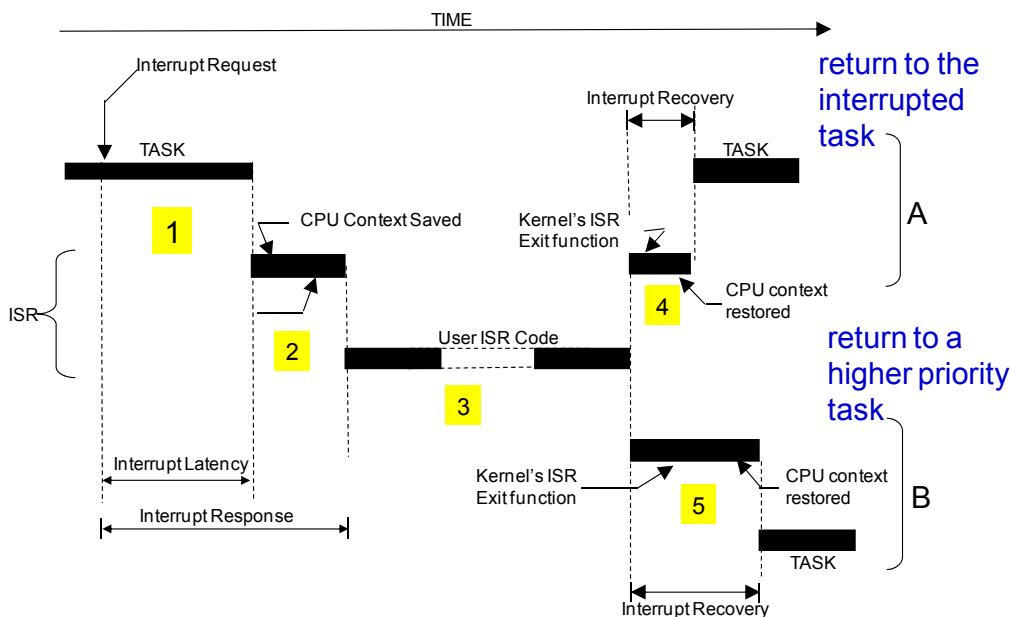 TIME
Interrupt Request
return to the
interrupted
task
Interrupt Recovery
TASK
TASK
1
CPU Context Saved
Kernel's ISR
Exit function
A
ISR
2
4
CPU context
restored
User ISR Code
3
return to a
higher priority
task
Interrupt Latency
Kernel's ISR
Exit function
CPU context
restored
5
B
Interrupt Response
TASK
Interrupt Recovery